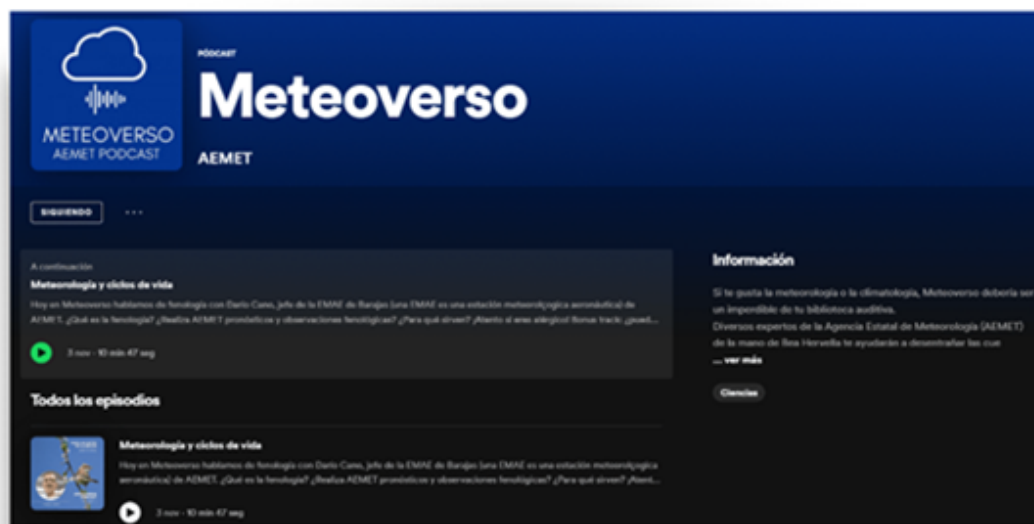 METEOVERSO
AEMET PODCAST
PÓDCAST
Meteoverso
AEMET
SIGUIENDO
A continuación
Meteorología y ciclos de vida
Hoy en Meteoverso hablamos de fenología con Darío Cano, jefe de la EMAE de Barajas (una EMAE es una estación meteorolçogica aeronáutica) de
AEMET. ¿Qué es la fenología? ¿Realiza AEMET pronósticos y observaciones fenológicas? ¿Para qué sirven? ¡Atento si eres alérgico! Bonus track: ¿pued...
3 nov · 10 min 47 seg
Información
Si te gusta la meteorología o la climatología, Meteoverso debería ser
un imperdible de tu biblioteca auditiva.
Diversos expertos de la Agencia Estatal de Meteorología (AEMET)
de la mano de Bea Hervella te ayudarán a desentrañar las cue
... ver más
Ciencias
Todos los episodios
Meteorología y ciclos de vida
Hoy en Meteoverso hablamos de fenología con Darío Cano, jefe de la EMAE de Barajas (una EMAE es una estación meteorolçogica
aeronáutica) de AEMET. ¿Qué es la fenología? ¿Realiza AEMET pronósticos y observaciones fenológicas? ¿Para qué sirven? ¡Atent...
3 nov · 10 min 47 seg